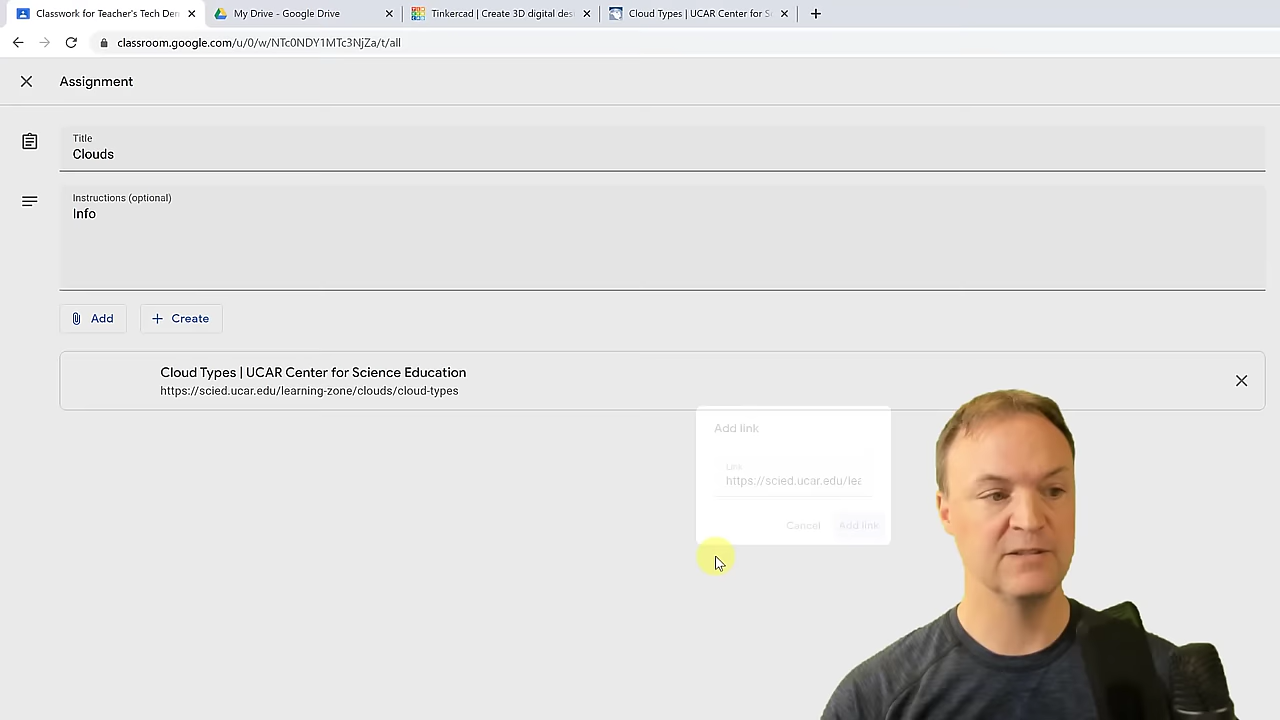 Classwork for Teacher's Tech Den
My Drive - Google Drive
Tinkercad | Create 3D digital des
Cloud Types | UCAR Center for S
classroom.google.com/u/0/w/NTc0NDY1MTc3NjZa/t/all
Assignment
Title
Clouds
Instructions (optional)
Info
Add
Create
Cloud Types | UCAR Center for Science Education
https://scied.ucar.edu/learning-zone/clouds/cloud-types
Add link
Link
https://scied.ucar.edu/lea
Cancel
Add link